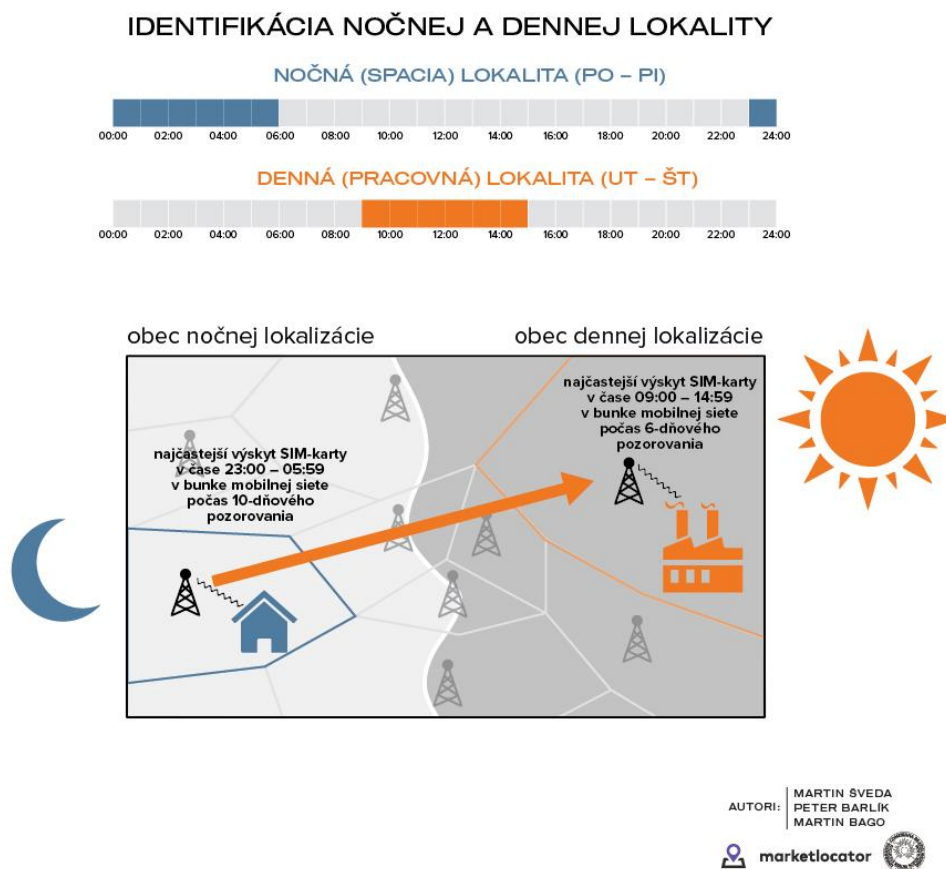 IDENTIFIKÁCIA NOČNEJ A DENNEJ LOKALITY
NOČNÁ (SPACIA) LOKALITA (PO – PI)
00:00 02:00 04:00 06:00 08:00 10:00 12:00 14:00 16:00 18:00 20:00 22:00 24:00
DENNÁ (PRACOVNÁ) LOKALITA (UT – ŠT)
00:00 02:00 04:00 06:00 08:00 10:00 12:00 14:00 16:00 18:00 20:00 22:00 24:00
obec nočnej lokalizácie
obec dennej lokalizácie
najčastejší výskyt SIM-karty
v čase 09:00 – 14:59
v bunke mobilnej siete
počas 6-dňového
pozorovania
najčastejší výskyt SIM-karty
v čase 23:00 – 05:59
v bunke mobilnej siete
počas 10-dňového
pozorovania
AUTORI:
MARTIN ŠVEDA
PETER BARLÍK
MARTIN BAGO
marketlocator